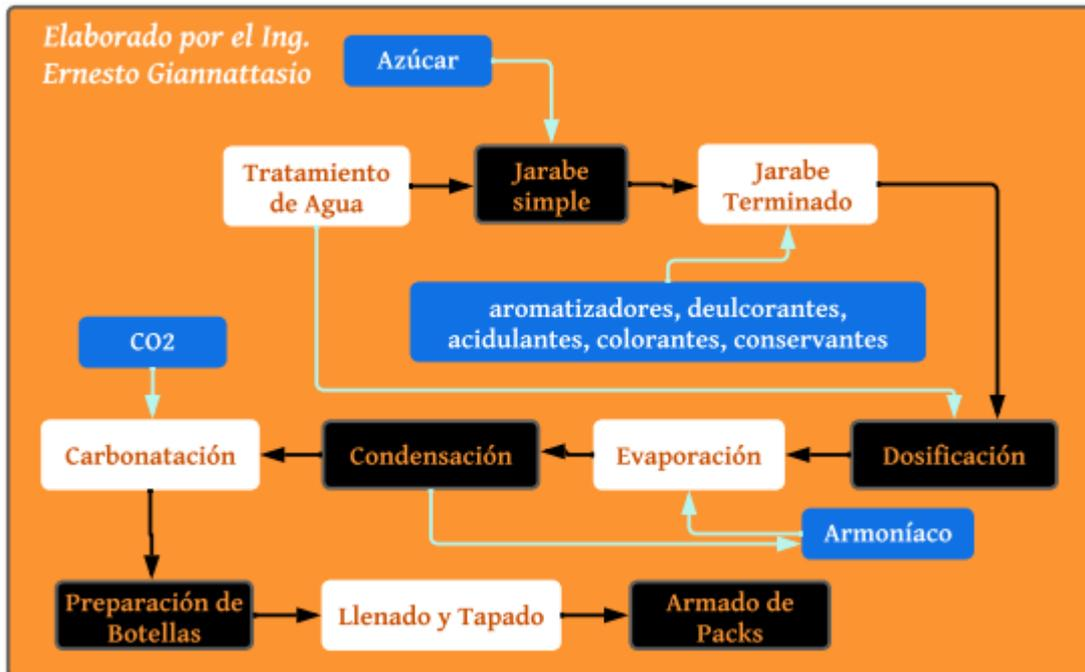 Elaborado por el Ing.
Ernesto Giannattasio
Azúcar
Tratamiento
de Agua
Jarabe
simple
Jarabe
Terminado
aromatizadores, deulcorantes,
acidulantes, colorantes, conservantes
CO2
Carbonatación
Condensación
Evaporación
Dosificación
Armoníaco
Preparación de
Botellas
Llenado y Tapado
Armado de
Packs